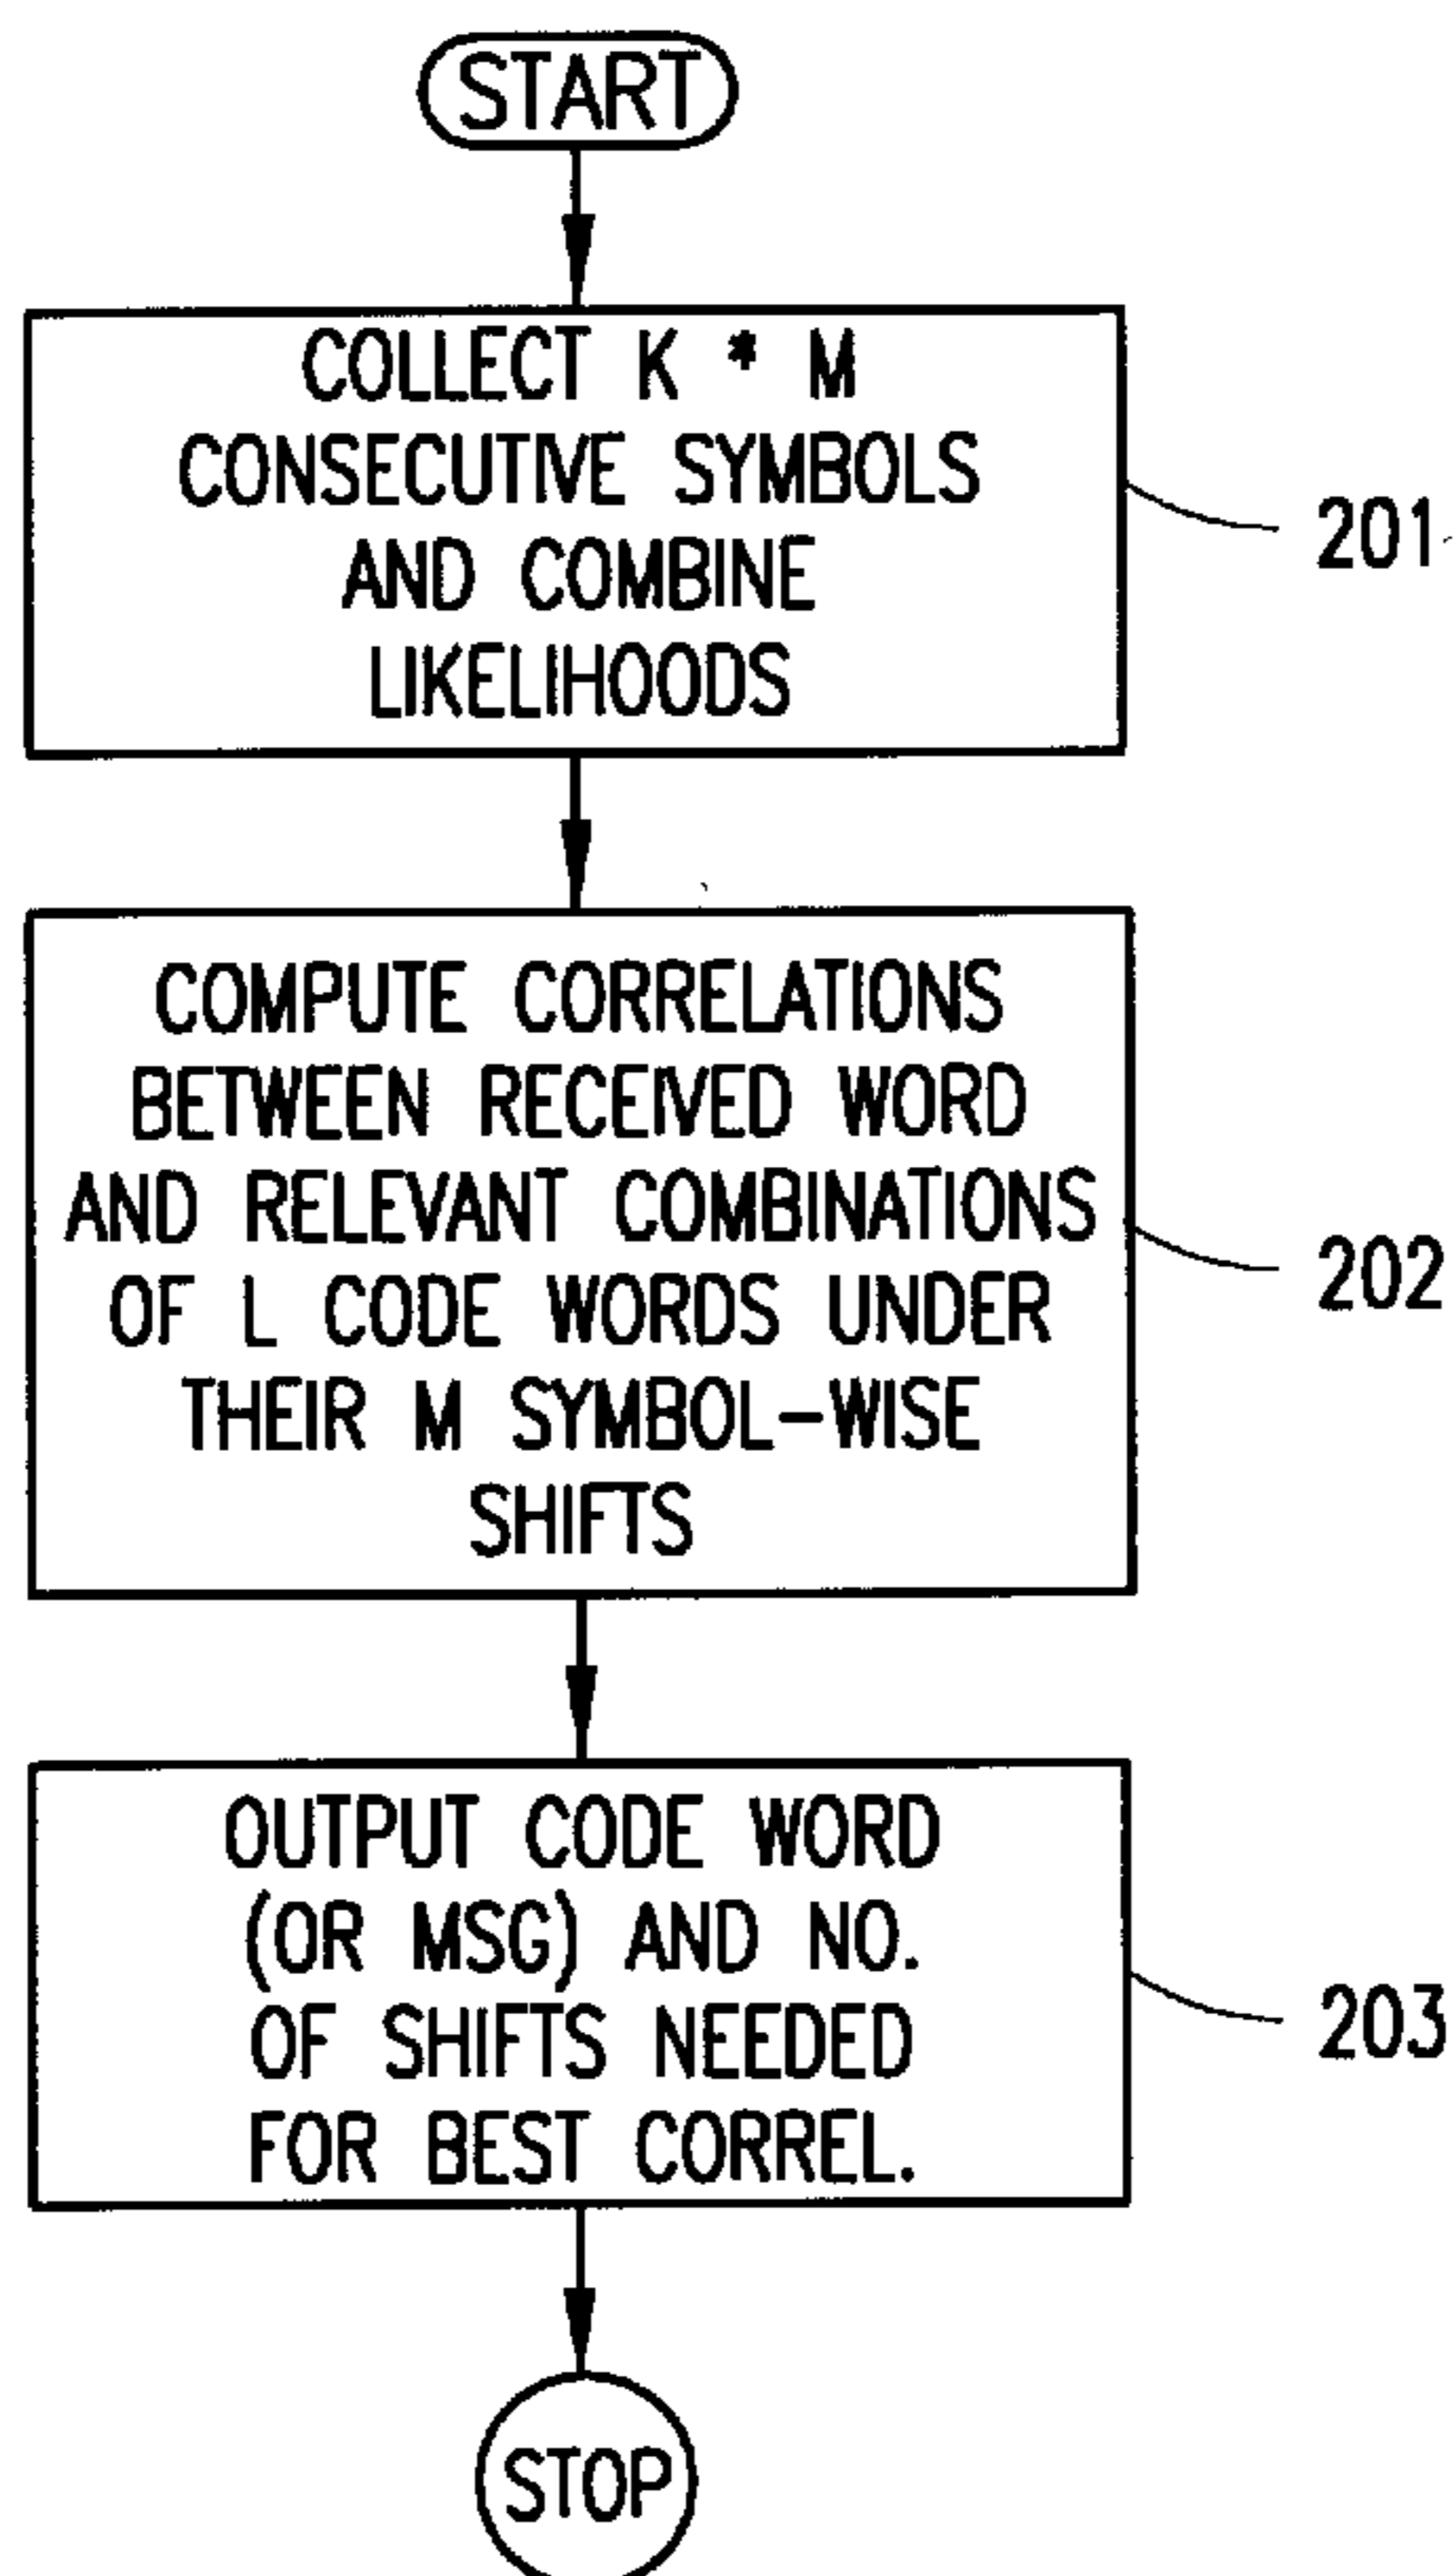 START
COLLECT K * M
CONSECUTIVE SYMBOLS
AND COMBINE
LIKELIHOODS
201
COMPUTE CORRELATIONS
BETWEEN RECEIVED WORD
AND RELEVANT COMBINATIONS
OF L CODE WORDS UNDER
THEIR M SYMBOL-WISE
SHIFTS
202
OUTPUT CODE WORD
(OR MSG) AND NO.
OF SHIFTS NEEDED
FOR BEST CORREL.
203
STOP